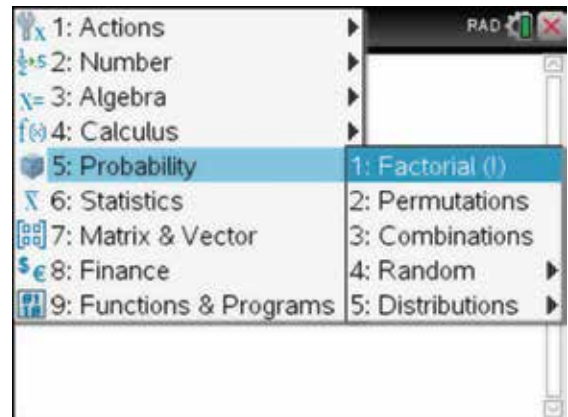 1: Actions
RAD
2: Number
3: Algebra
4: Calculus
5: Probability
6: Statistics
7: Matrix & Vector
8: Finance
9: Functions & Programs
1: Factorial (!)
2: Permutations
3: Combinations
4: Random
5: Distributions